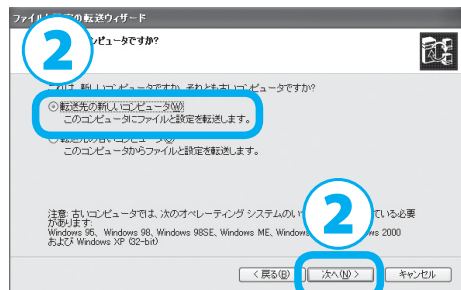 ファイルと設定の転送ウィザード
コンピュータですか?
これは、新しいコンピュータですか、それとも古いコンピュータですか?
転送先の新しいコンピュータ(W)
このコンピュータにファイルと設定を転送します。
このコンピュータからファイルと設定を転送します。
注意: 古いコンピュータでは、次のオペレーティング システムのい
ている必要
があります:
Windows 95、Windows 98、Windows 98SE、Windows ME、Window
2000
および Windows XP (32-bit)
2
2
< 戻る(B)
次へ(N) >
キャンセル